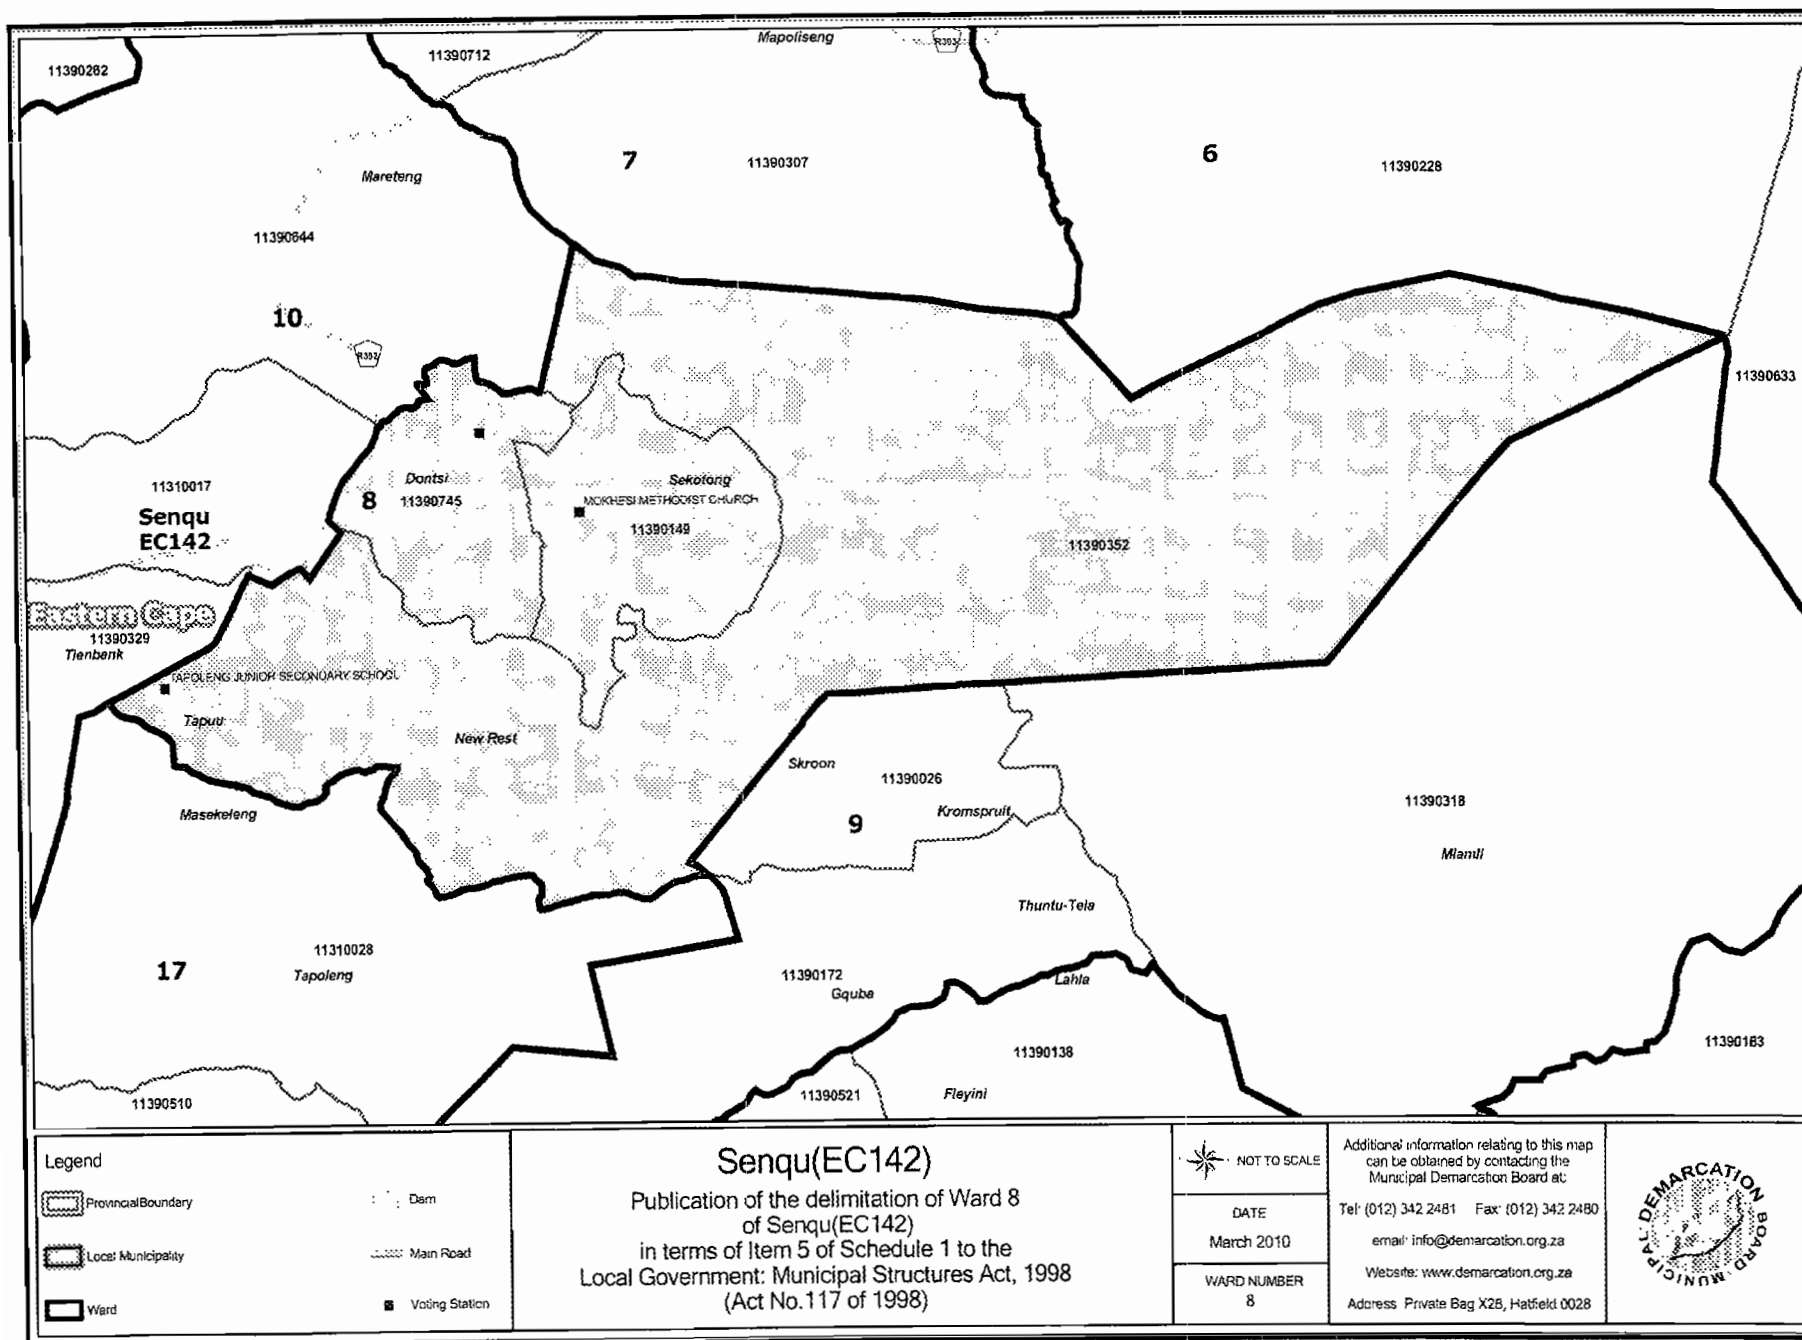 Mapoliseng
R393
11390262
11390712
7
11390307
6
11390228
Mareteng
11390644
10
R392
11390633
11310017
Senqu
EC142
Dontsi
8
11390745
Sekotong
MOKHESI METHODIST CHURCH
11390149
11390352
Eastern Cape
11390329
Tienbank
TAPOLENG JUNIOR SECONDARY SCHOOL
Tapuu
New Rest
Skroon
11390026
Kromspruit
9
11390318
Mlamli
Masekeleng
Thuntu-Tela
17
11310028
Tapoleng
11390172
Gquba
Lahla
11390138
11390163
11390510
11390521
Fleyini
Legend
Provincial Boundary
Dam
Local Municipality
Main Road
Ward
Voting Station
Senqu(EC142)
Publication of the delimitation of Ward 8
of Senqu(EC142)
in terms of Item 5 of Schedule 1 to the
Local Government: Municipal Structures Act, 1998
(Act No.117 of 1998)
NOT TO SCALE
DATE
March 2010
WARD NUMBER
8
Additional information relating to this map
can be obtained by contacting the
Municipal Demarcation Board at:
Tel: (012) 342 2481 Fax: (012) 342 2480
email: info@demarcation.org.za
Website: www.demarcation.org.za
Address Private Bag X28, Hatfield 0028
MUNICIPAL DEMARCATION BOARD